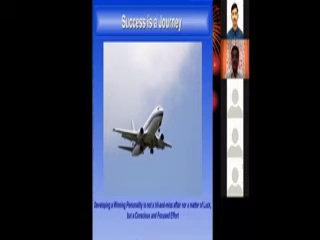 Success is a Journey
Developing a Winning Personality is not a hit-and-miss affair nor a matter of Luck,
but a Conscious and Focused Effort